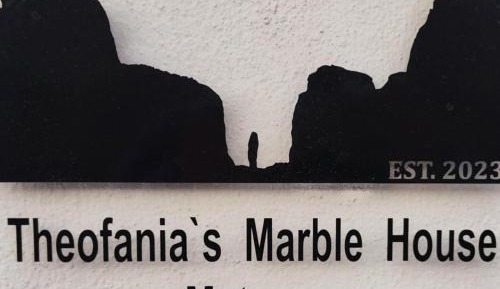 EST. 2023
Theofania`s Marble House